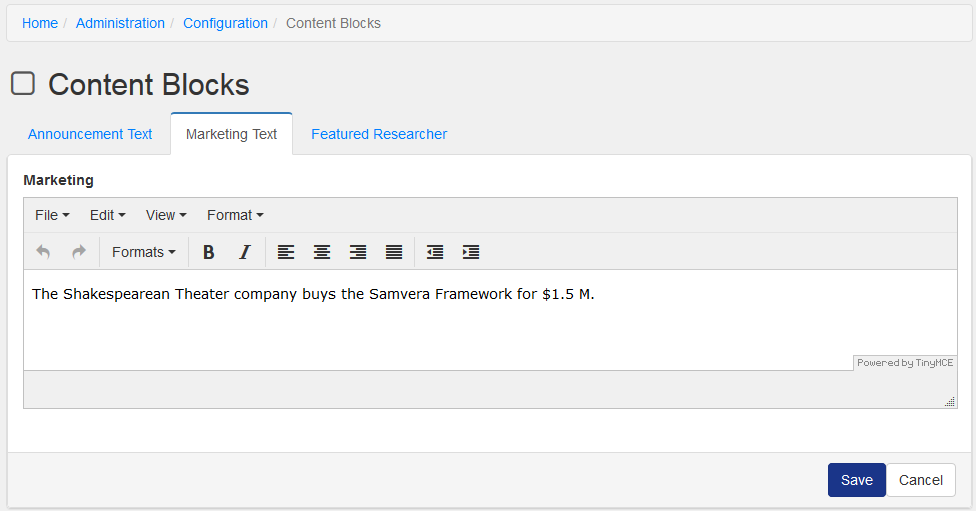 Home / Administration / Configuration / Content Blocks
Content Blocks
Announcement Text Marketing Text Featured Researcher
Marketing
File Edit View Format
Formats B I
The Shakespearean Theater company buys the Samvera Framework for $1.5 M.
Powered by TinyMCE
Save Cancel